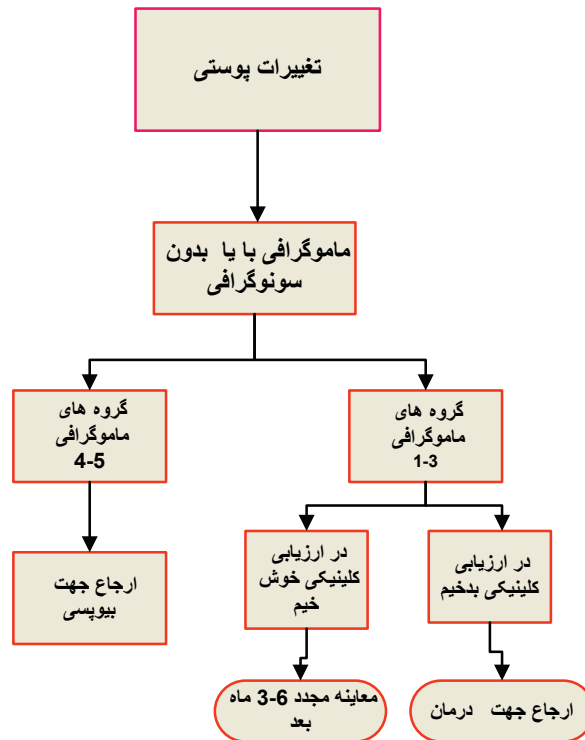 تغییرات پوستی
ماموگرافی با یا بدون
سونوگرافی
گروه های
ماموگرافی
1-3
گروه های
ماموگرافی
4-5
در ارزیابی
کلینیکی بدخیم
در ارزیابی
کلینیکی خوش
خیم
ارجاع جهت
بیوپسی
ارجاع جهت درمان
معاینه مجدد 6-3 ماه
بعد